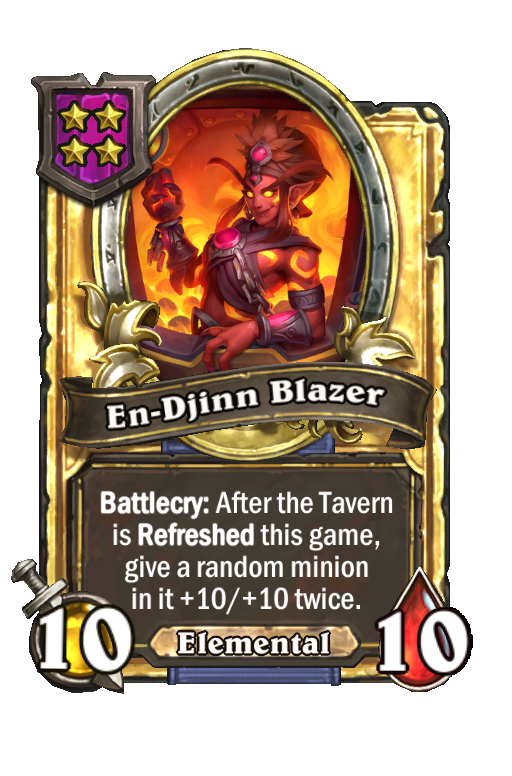 En-Djinn Blazer
Battlecry: After the Tavern
is Refreshed this game,
give a random minion
in it +10/+10 twice.
10
Elemental
10